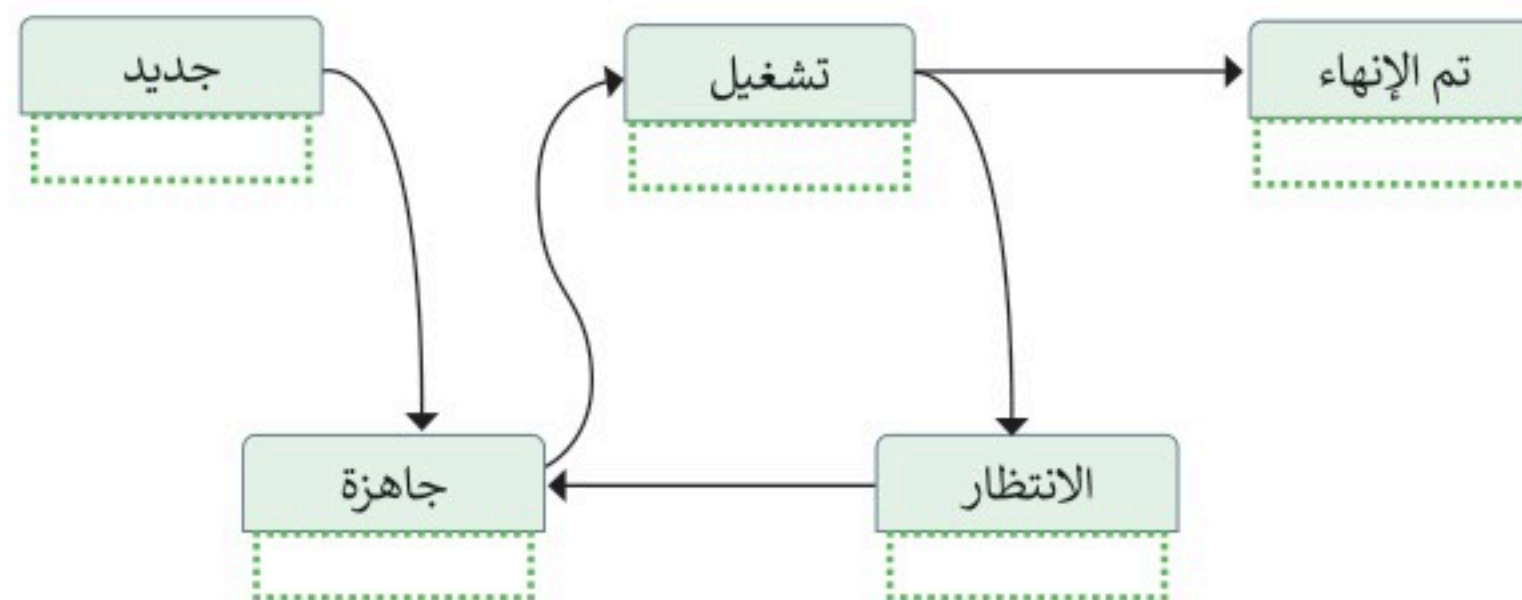 جديد
تشغيل
تم الإنهاء
جاهزة
الانتظار